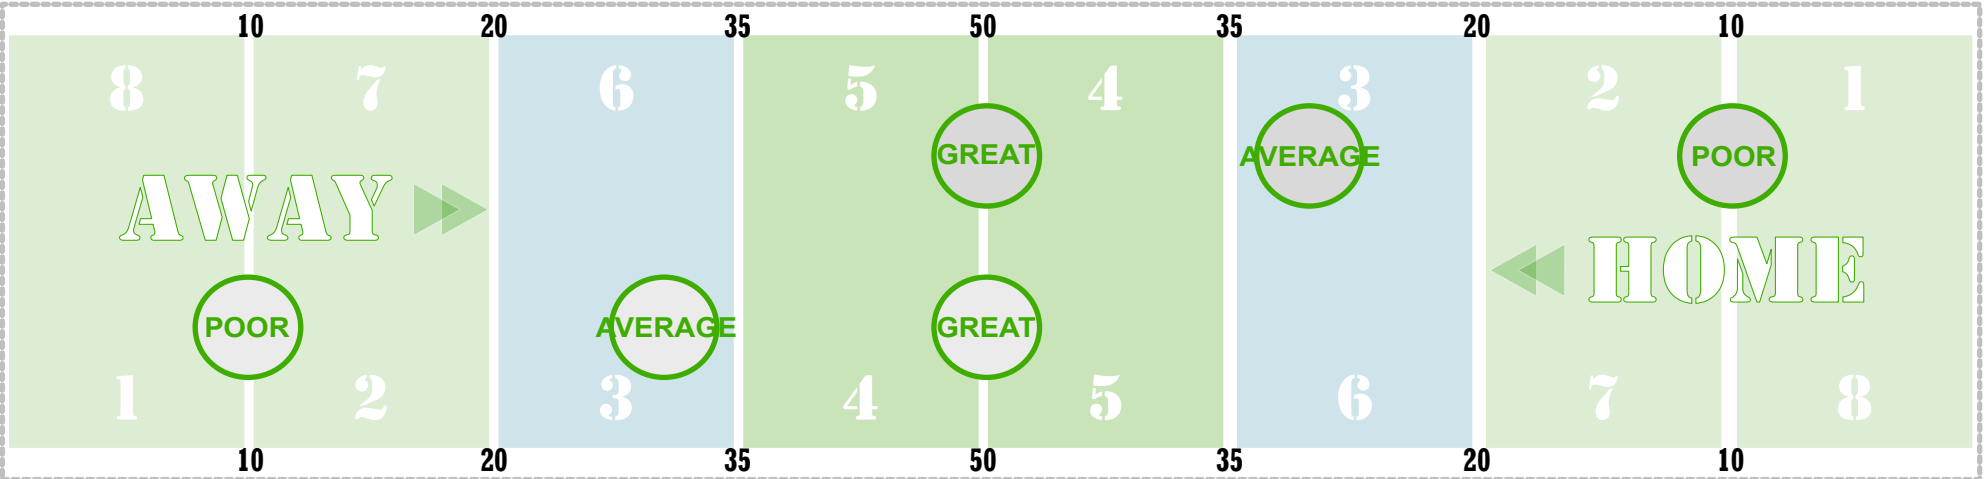 10 20 35 50 35 20 10
8 7 6 5 4 3 2 1
GREAT AVERAGE POOR
AWAY
HOME
POOR AVERAGE GREAT
1 2 3 4 5 6 7 8
10 20 35 50 35 20 10